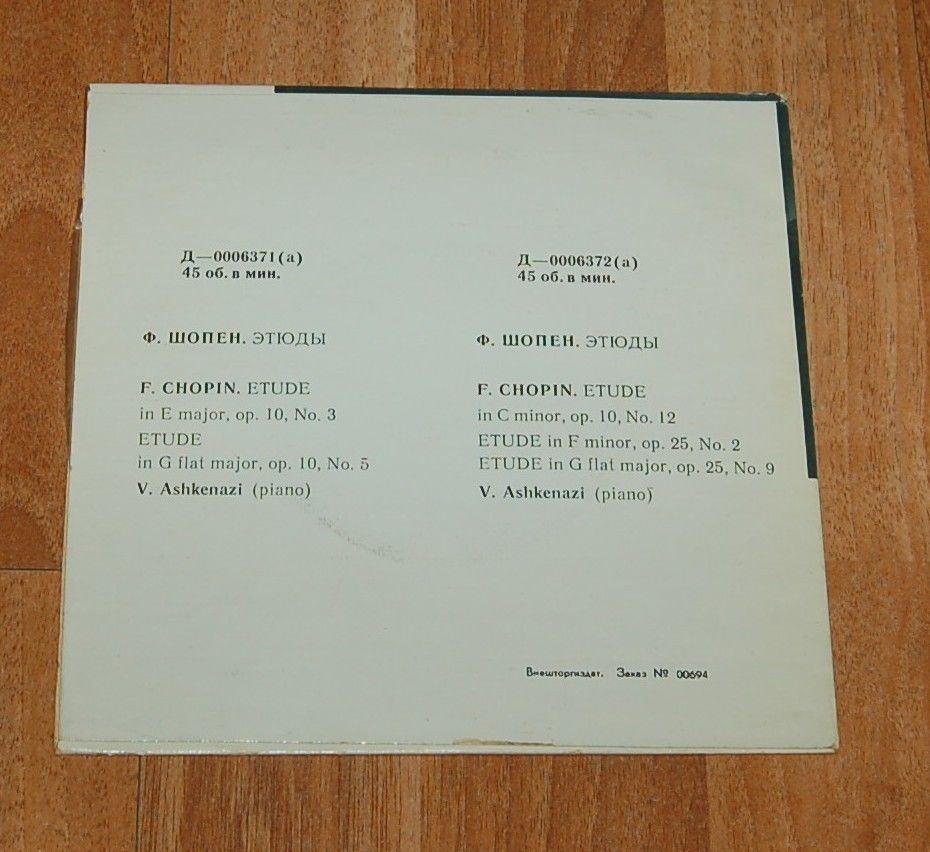 Д—0006371(а)
45 об. в мин.
Ф. ШОПЕН. ЭТЮДЫ
F. CHOPIN. ETUDE
in E major, op. 10, No. 3
ETUDE
in G flat major, op. 10, No. 5
V. Ashkenazi (piano)
Д—0006372(а)
45 об. в мин.
Ф. ШОПЕН. ЭТЮДЫ
F. CHOPIN. ETUDE
in C minor, op. 10, No. 12
ETUDE in F minor, op. 25, No. 2
ETUDE in G flat major, op. 25, No. 9
V. Ashkenazi (piano)
Внешторгиздат. Заказ № 00694